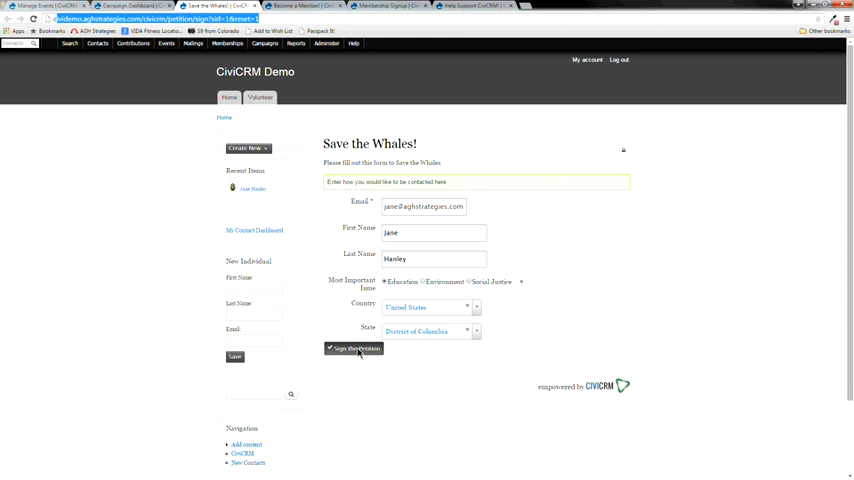 Manage Events | CiviCRM
Campaign Dashboard | Ci
Save the Whales! | CiviCRM
Become a Member! | Civi
Membership Signup | Civi
Help Support CiviCRM! | C
civdemo.aghstrategies.com/civicrm/petition/sign?sid=1&reset=1
Apps
Bookmarks
AGH Strategies
VIDA Fitness Locatio...
S9 from Colorado
Add to Wish List
Passpack It!
Other bookmarks
Contacts
Search
Contacts
Contributions
Events
Mailings
Memberships
Campaigns
Reports
Administer
Help
My account
Log out
CiviCRM Demo
Home
Volunteer
Home
Create New
Recent Items
Jane Hanley
My Contact Dashboard
New Individual
First Name:
Last Name:
Email:
Save
Navigation
Add content
CiviCRM
New Contacts
Save the Whales!
Please fill out this form to Save the Whales
Enter how you would like to be contacted here
Email *
jane@aghstrategies.com
First Name
Jane
Last Name
Hanley
Most Important Issue
Education
Environment
Social Justice
Country
United States
State
District of Columbia
Sign the Petition
empowered by CIVICRM